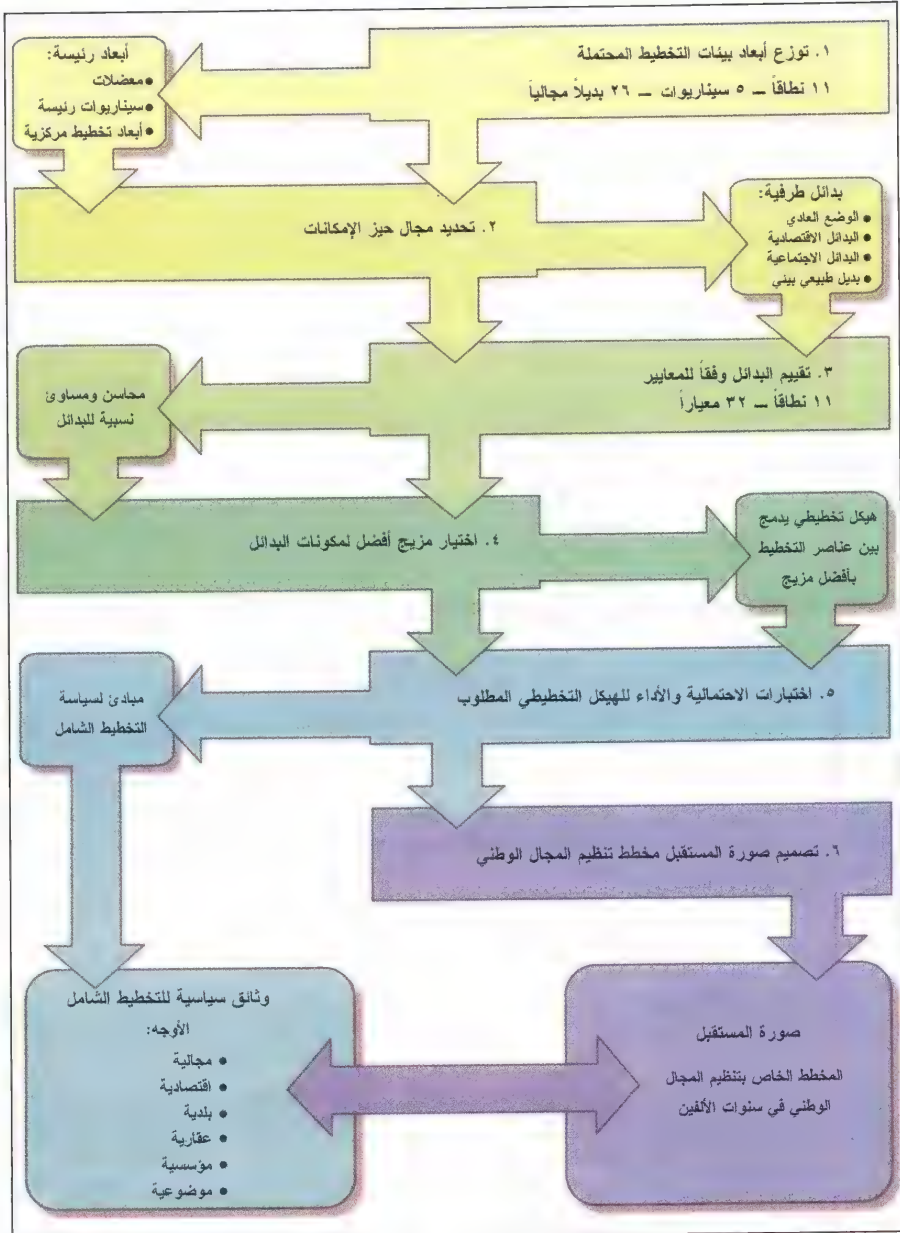 ١. توزع أبعاد بيئات التخطيط المحتملة
١١ نطاقاً – ٥ سيناريوات – ٢٦ بديلاً مجالياً
أبعاد رئيسة:
● معضلات
● سيناريوات رئيسة
● أبعاد تخطيط مركزية
٢. تحديد مجال حيز الإمكانات
بدائل طرفية:
● الوضع العادي
● البدائل الاقتصادية
● البدائل الاجتماعية
● بديل طبيعي بيئي
٣. تقييم البدائل وفقاً للمعايير
١١ نطاقاً – ٣٢ معياراً
محاسن ومساوئ
نسبية للبدائل
٤. اختيار مزيج أفضل لمكونات البدائل
هيكل تخطيطي يدمج
بين عناصر التخطيط
بأفضل مزيج
٥. اختبارات الاحتمالية والأداء للهيكل التخطيطي المطلوب
مبادئ لسياسة
التخطيط الشامل
٦. تصميم صورة المستقبل مخطط تنظيم المجال الوطني
صورة المستقبل
المخطط الخاص بتنظيم المجال
الوطني في سنوات الألفين
وثائق سياسية للتخطيط الشامل
الأوجه:
● مجالية
● اقتصادية
● بلدية
● عقارية
● مؤسسية
● موضوعية